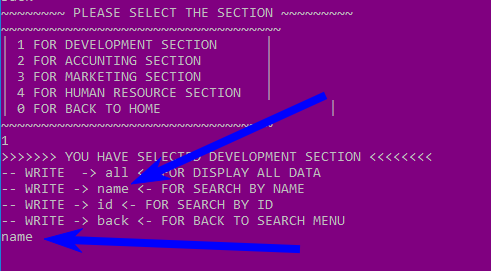 ~~~~~~~~ PLEASE SELECT THE SECTION ~~~~~~~~~
~~~~~~~~~~~~~~~~~~~~~~~~~~~~~~~~~~~
| 1 FOR DEVELOPMENT SECTION |
| 2 FOR ACCUNTING SECTION |
| 3 FOR MARKETING SECTION |
| 4 FOR HUMAN RESOURCE SECTION |
| 0 FOR BACK TO HOME |
~~~~~~~~~~~~~~~~~~~~~~~~~~~~~~~~~~
1
>>>>>>> YOU HAVE SELECTED DEVELOPMENT SECTION <<<<<<<<
-- WRITE -> all <- FOR DISPLAY ALL DATA
-- WRITE -> name <- FOR SEARCH BY NAME
-- WRITE -> id <- FOR SEARCH BY ID
-- WRITE -> back <- FOR BACK TO SEARCH MENU
name